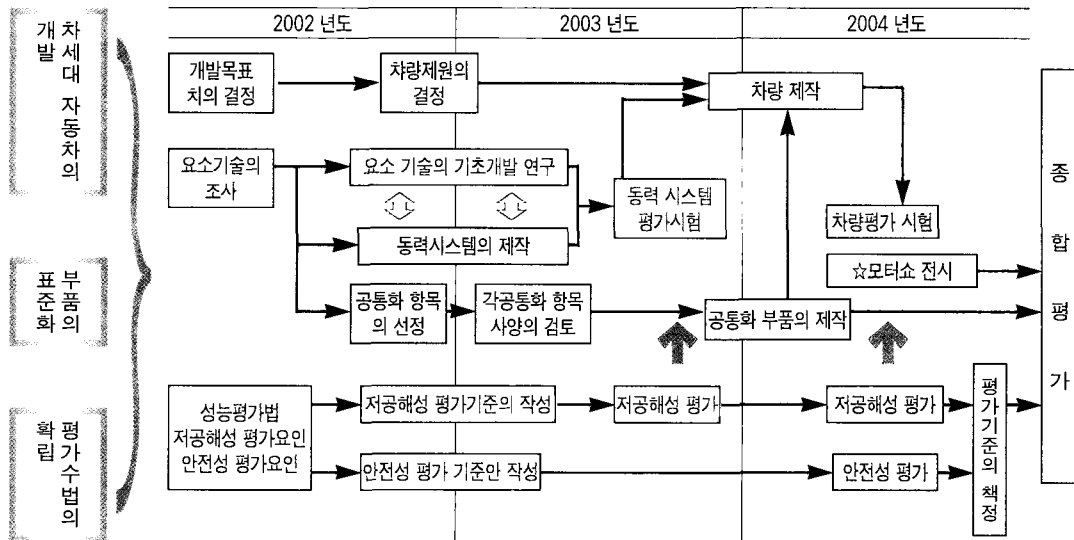 2002 년도
2003 년도
2004 년도
차세대 자동차의
개발
부품의
표준화
평가수법의
확립
개발목표
치의 결정
챠량제원의
결정
차량 제작
요소기술의
조사
요소 기술의 기초개발 연구
동력시스템의 제작
동력 시스템
평가시험
차량평가 시험
☆모터쇼 전시
공통화 항목
의 선정
각공통화 항목
사양의 검토
공통화 부품의 제작
성능평가법
저공해성 평가요인
안전성 평가요인
저공해성 평가기준의 작성
저공해성 평가
저공해성 평가
안전성 평가 기준안 작성
안전성 평가
평가기준의 책정
종합평가